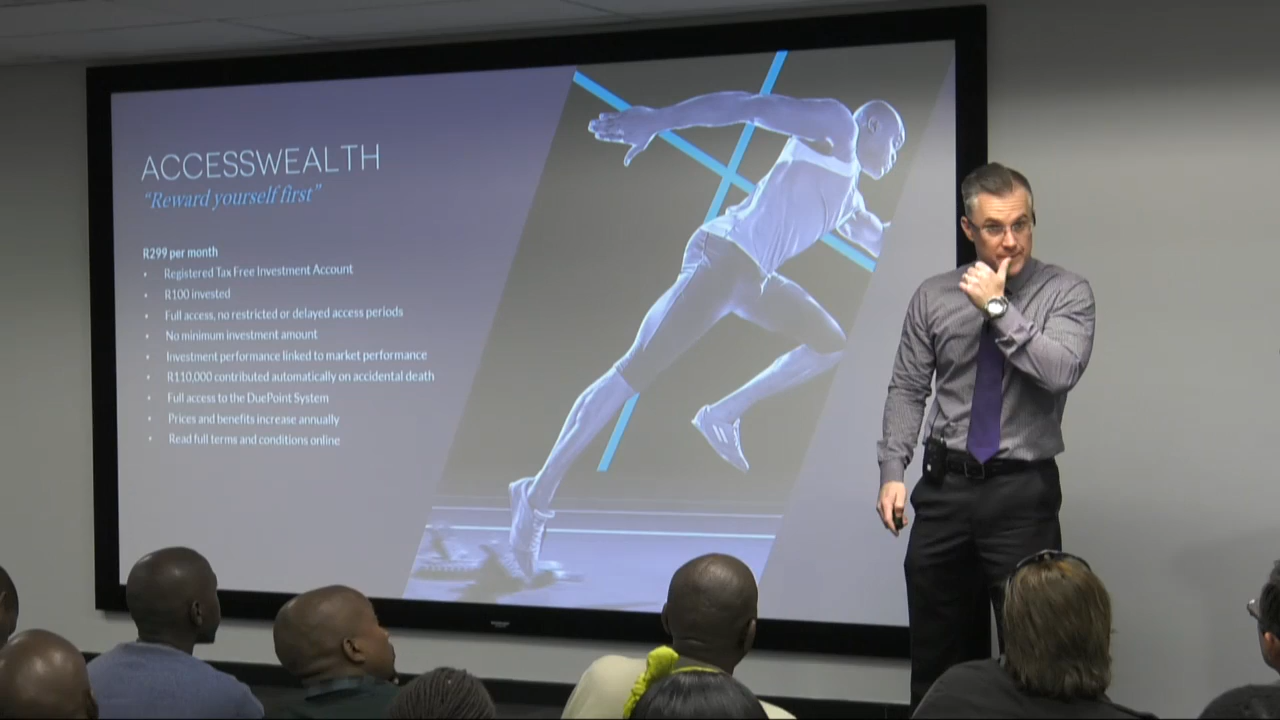 ACCESSWEALTH
“Reward yourself first”
R299 per month
• Registered Tax Free Investment Account
• R100 invested
• Full access, no restricted or delayed access periods
• No minimum investment amount
• Investment performance linked to market performance
• R110,000 contributed automatically on accidental death
• Full access to the DuePoint System
• Prices and benefits increase annually
• Read full terms and conditions online